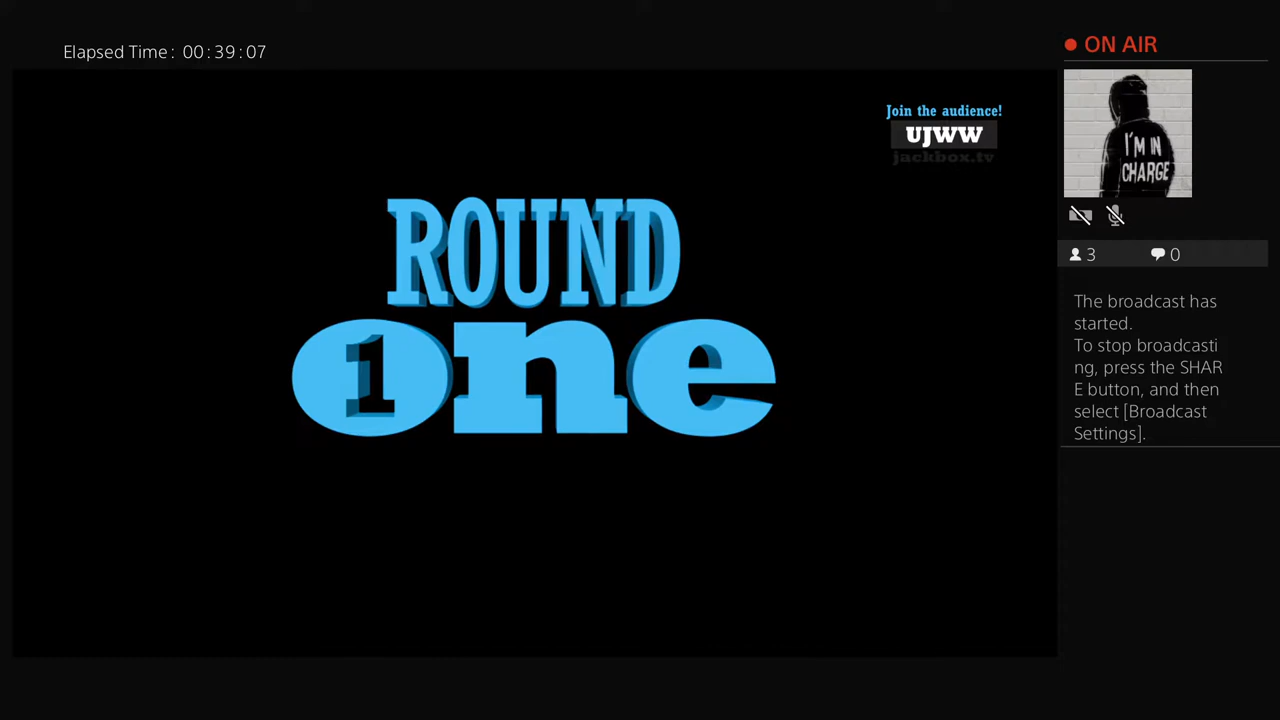 Elapsed Time: 00:39:07
ON AIR
Join the audience!
UJWW
jackbox.tv
I'M IN
CHARGE
ROUND
1
one
3
0
The broadcast has
started.
To stop broadcasti
ng, press the SHAR
E button, and then
select [Broadcast
Settings].